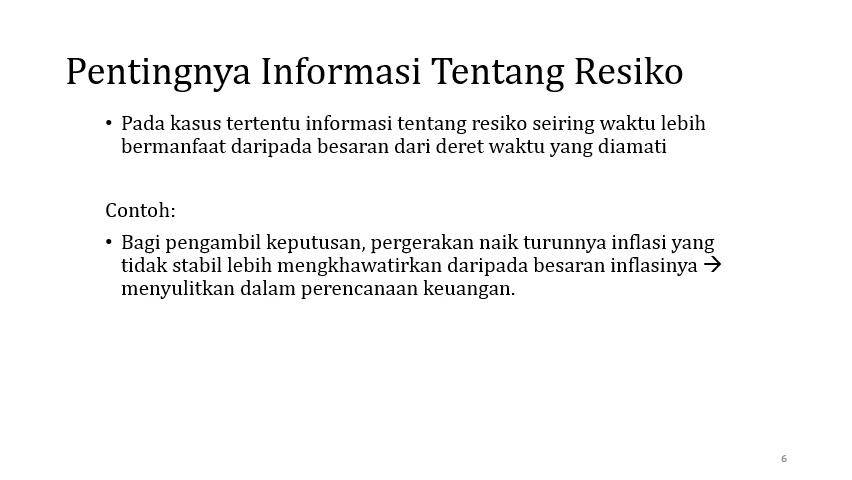 Pentingnya Informasi Tentang Resiko
• Pada kasus tertentu informasi tentang resiko seiring waktu lebih
bermanfaat daripada besaran dari deret waktu yang diamati
Contoh:
• Bagi pengambil keputusan, pergerakan naik turunnya inflasi yang
tidak stabil lebih mengkhawatirkan daripada besaran inflasinya →
menyulitkan dalam perencanaan keuangan.
6